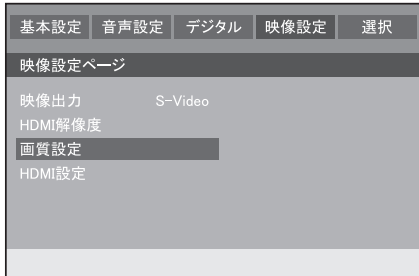 基本設定 音声設定 デジタル 映像設定 選択
映像設定ページ
映像出力 S-Video
HDMI解像度
画質設定
HDMI設定